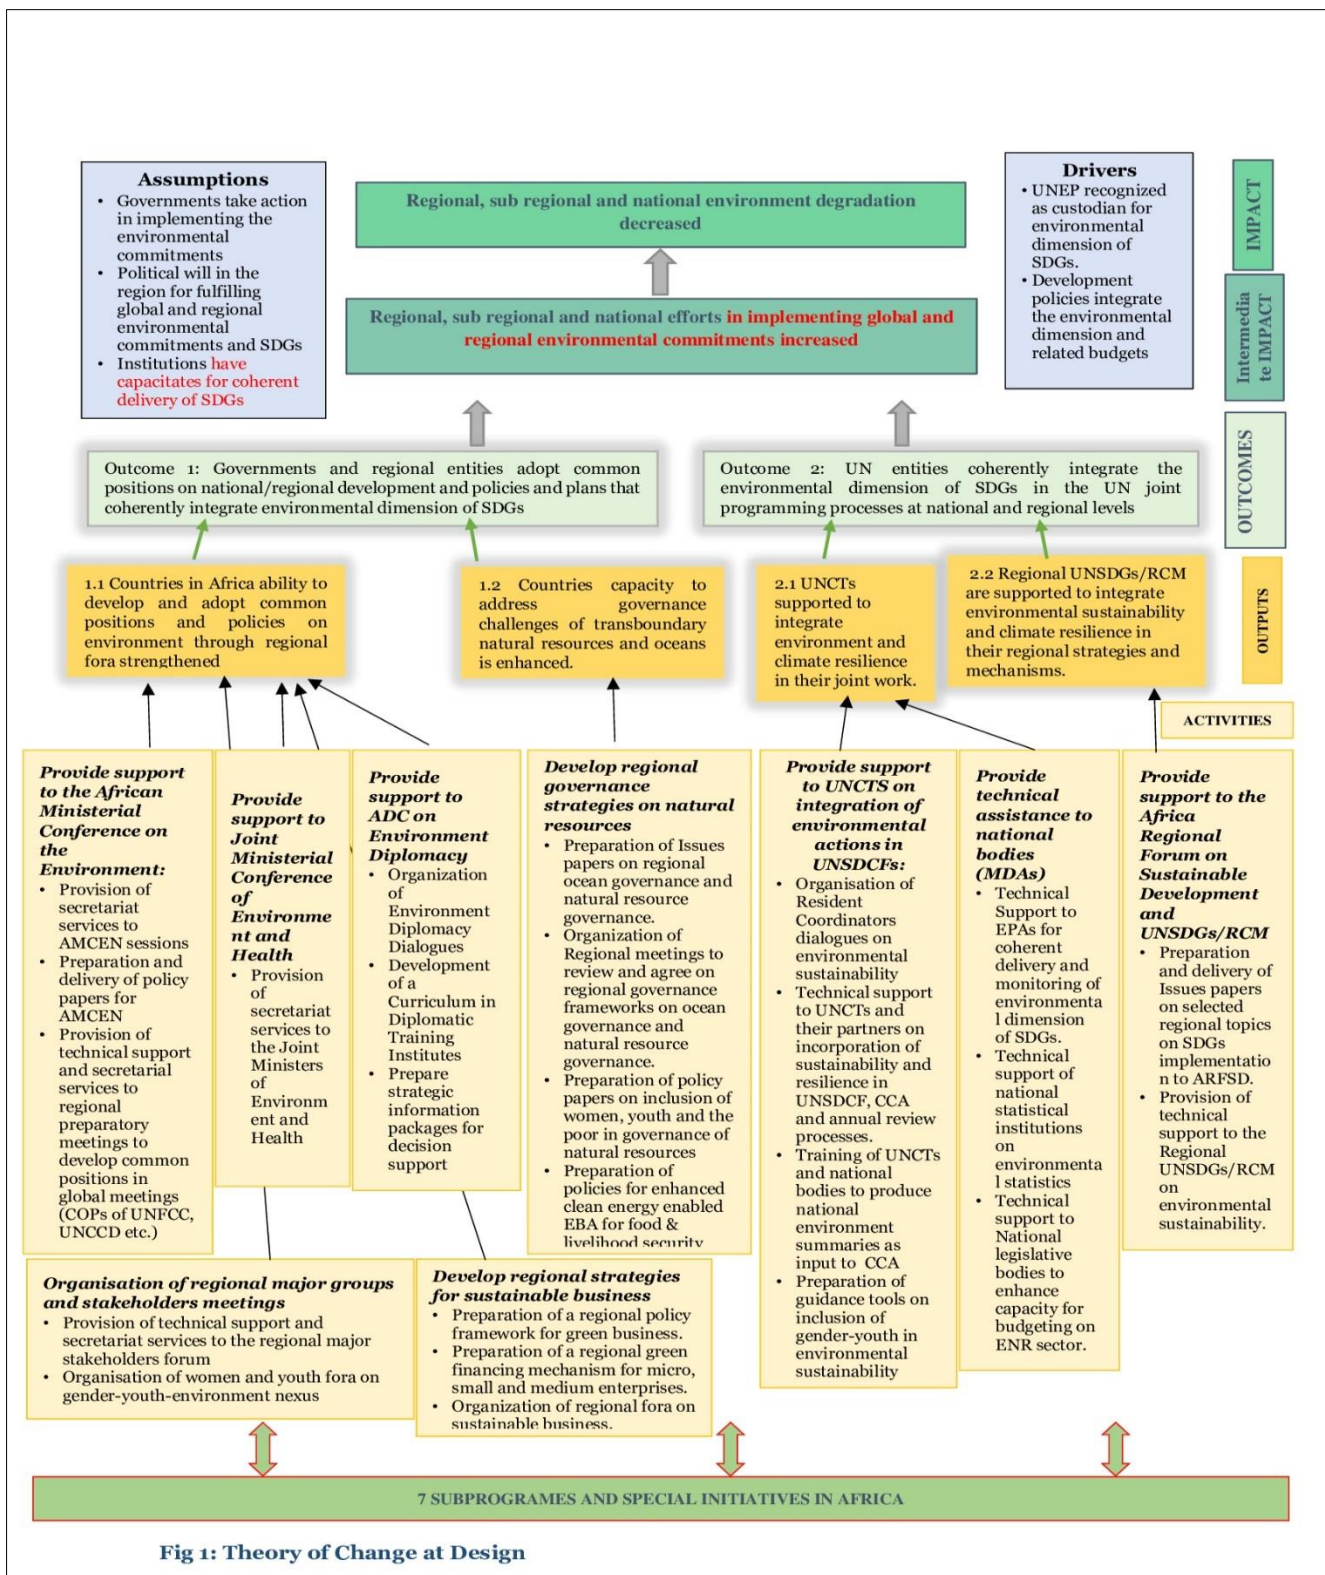 Assumptions
• Governments take action
in implementing the
environmental
commitments
• Political will in the
region for fulfilling
global and regional
environmental
commitments and SDGs
• Institutions have
capacitates for coherent
delivery of SDGs
Regional, sub regional and national environment degradation
decreased
Regional, sub regional and national efforts in implementing global and
regional environmental commitments increased
Drivers
• UNEP recognized
as custodian for
environmental
dimension of
SDGs.
• Development
policies integrate
the environmental
dimension and
related budgets
IMPACT
Intermedia
te IMPACT
Outcome 1: Governments and regional entities adopt common
positions on national/regional development and policies and plans that
coherently integrate environmental dimension of SDGs
Outcome 2: UN entities coherently integrate the
environmental dimension of SDGs in the UN joint
programming processes at national and regional levels
OUTCOMES
1.1 Countries in Africa ability to
develop and adopt common
positions and policies on
environment through regional
fora strengthened
1.2 Countries capacity to
address governance
challenges of transboundary
natural resources and oceans
is enhanced.
2.1 UNCTs
supported to
integrate
environment and
climate resilience
in their joint work.
2.2 Regional UNSDGs/RCM
are supported to integrate
environmental sustainability
and climate resilience in
their regional strategies and
mechanisms.
OUTPUTS
ACTIVITIES
Provide support
to the African
Ministerial
Conference on
the
Environment:
• Provision of
secretariat
services to
AMCEN sessions
• Preparation and
delivery of policy
papers for
AMCEN
• Provision of
technical support
and secretarial
services to
regional
preparatory
meetings to
develop common
positions in
global meetings
(COPs of UNFCC,
UNCCD etc.)
Provide
support to
Joint
Ministerial
Conference
of
Environme
nt and
Health
• Provision
of
secretariat
services to
the Joint
Ministers
of
Environm
ent and
Health
Provide
support to
ADC on
Environment
Diplomacy
• Organization
of
Environment
Diplomacy
Dialogues
• Development
of a
Curriculum in
Diplomatic
Training
Institutes
• Prepare
strategic
information
packages for
decision
support
Develop regional
governance
strategies on natural
resources
• Preparation of Issues
papers on regional
ocean governance and
natural resource
governance.
• Organization of
Regional meetings to
review and agree on
regional governance
frameworks on ocean
governance and
natural resource
governance.
• Preparation of policy
papers on inclusion of
women, youth and the
poor in governance of
natural resources
• Preparation of
policies for enhanced
clean energy enabled
EBA for food &
livelihood security
Provide support
to UNCTS on
integration of
environmental
actions in
UNSDCFs:
• Organisation of
Resident
Coordinators
dialogues on
environmental
sustainability
• Technical support
to UNCTs and
their partners on
incorporation of
sustainability and
resilience in
UNSDCF, CCA
and annual review
processes.
• Training of UNCTs
and national
bodies to produce
national
environment
summaries as
input to CCA
• Preparation of
guidance tools on
inclusion of
gender-youth in
environmental
sustainability
Provide
technical
assistance to
national
bodies
(MDAs)
• Technical
Support to
EPAs for
coherent
delivery and
monitoring of
environmenta
l dimension
of SDGs.
• Technical
support of
national
statistical
institutions
on
environmenta
l statistics
• Technical
support to
National
legislative
bodies to
enhance
capacity for
budgeting on
ENR sector.
Provide
support to the
Africa
Regional
Forum on
Sustainable
Development
and
UNSDGs/RCM
• Preparation
and delivery of
Issues papers
on selected
regional topics
on SDGs
implementatio
n to ARFSD.
• Provision of
technical
support to the
Regional
UNSDGs/RCM
on
environmental
sustainability.
Organisation of regional major groups
and stakeholders meetings
• Provision of technical support and
secretariat services to the regional major
stakeholders forum
• Organisation of women and youth fora on
gender-youth-environment nexus
Develop regional strategies
for sustainable business
• Preparation of a regional policy
framework for green business.
• Preparation of a regional green
financing mechanism for micro,
small and medium enterprises.
• Organization of regional fora on
sustainable business.
7 SUBPROGRAMES AND SPECIAL INITIATIVES IN AFRICA
Fig 1: Theory of Change at Design